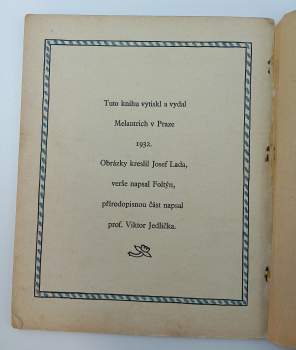 Tuto knihu vytiskl a vydal
Melantrich v Praze
1932.
Obrázky kreslil Josef Lada,
verše napsal Foltýn,
přírodopisnou část napsal
prof. Viktor Jedlička.